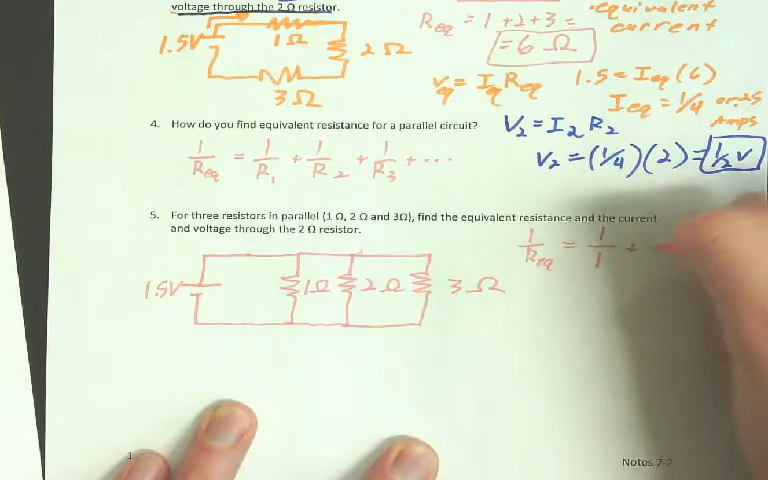 voltage through the 2 Ω resistor.
1.5V
1Ω
2Ω
3Ω
Req = 1 + 2 + 3 =
= 6 Ω
equivalent
current
Vq = Iq Req
1.5 = Ieq (6)
Ieq = 1/4 or .25
Amps
4. How do you find equivalent resistance for a parallel circuit?
1/Req = 1/R1 + 1/R2 + 1/R3 + ...
V2 = I2 R2
V2 = (1/4)(2) = 1/2 V
5. For three resistors in parallel (1 Ω, 2 Ω and 3Ω), find the equivalent resistance and the current
and voltage through the 2 Ω resistor.
1/Req = 1/1 +
1.5V
1Ω
2Ω
3Ω
1
Notes 7-2